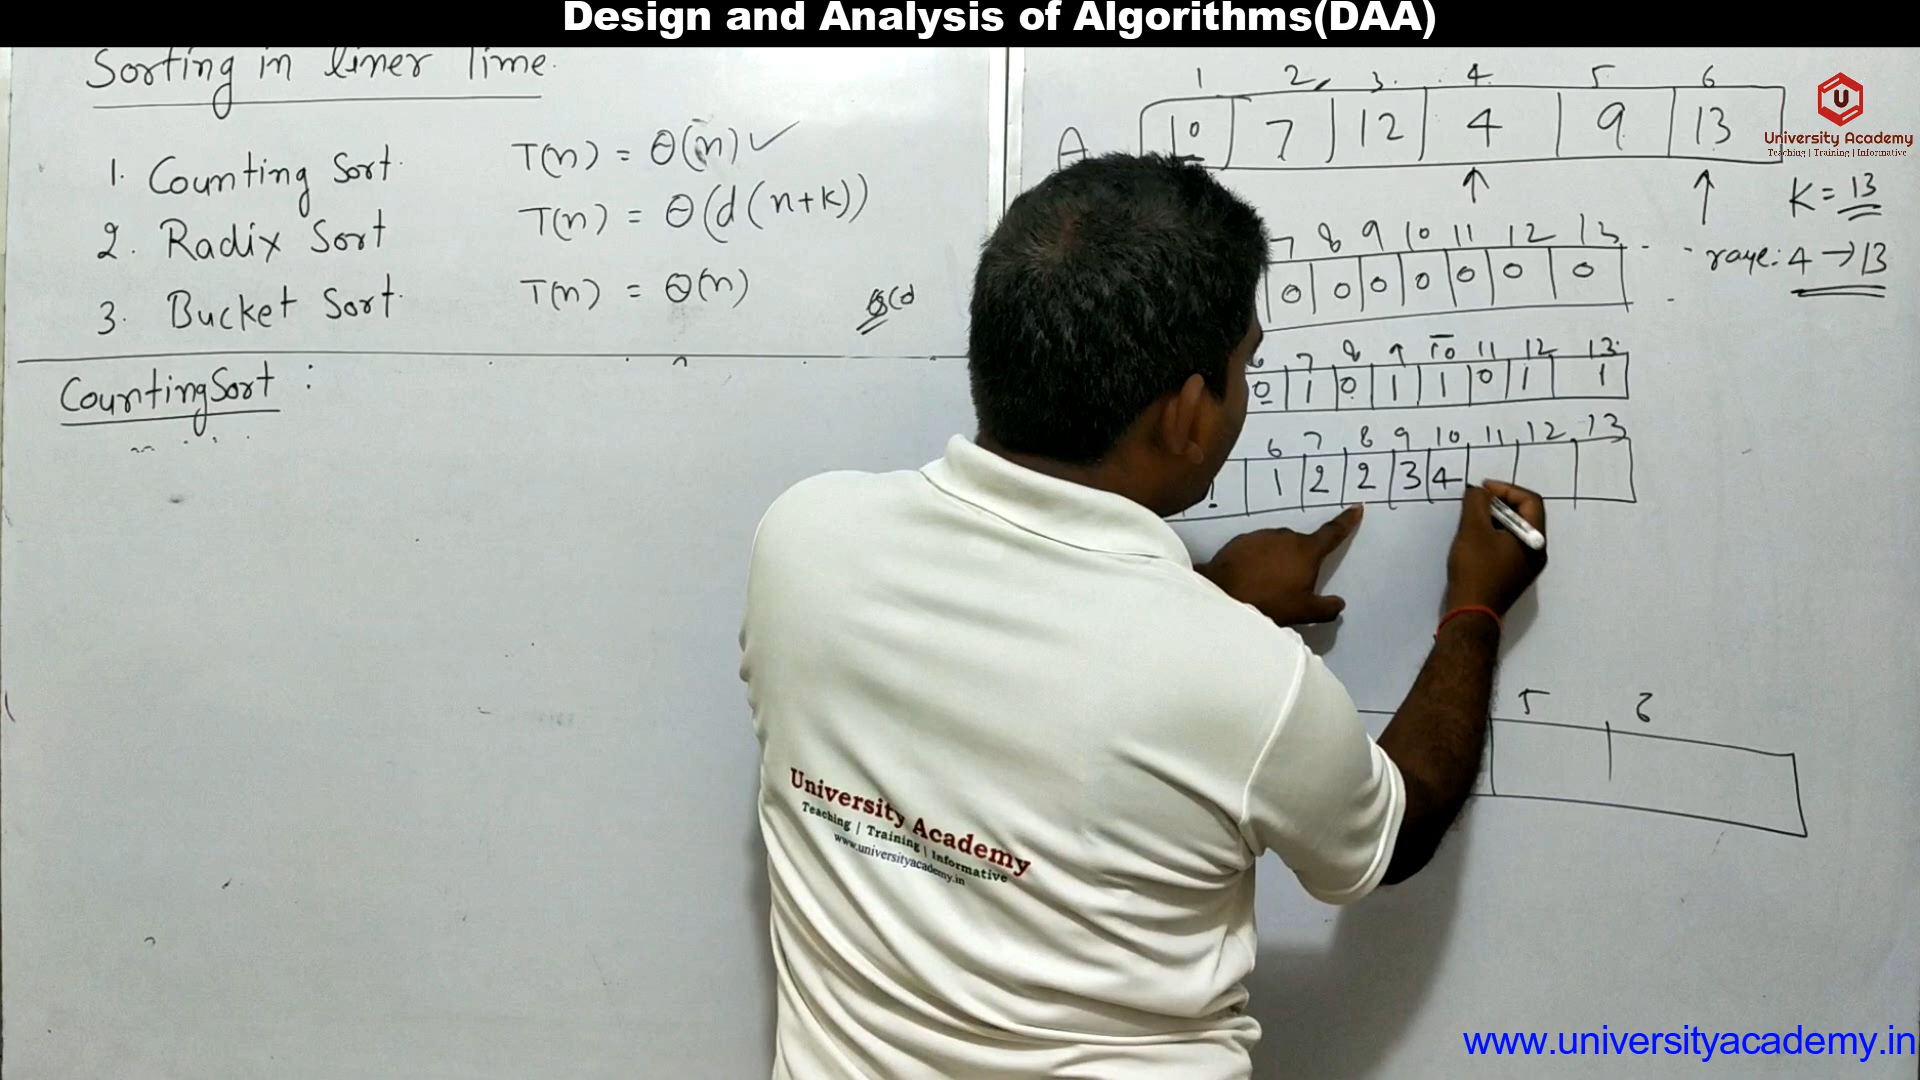 Design and Analysis of Algorithms(DAA)
Sorting in liner Time.
1. Counting Sort. T(n) = Θ(n) ✓
2. Radix Sort T(n) = Θ(d(n+k))
3. Bucket Sort. T(n) = Θ(n)
Counting Sort :
1 2 3 4 5 6
A 10 7 12 4 9 13
K = 13
7 8 9 10 11 12 13
range: 4 → 13
0 0 0 0 0 0 0
6 7 8 9 10 11 12 13
0 1 0 1 1 0 1 1
6 7 8 9 10 11 12 13
1 1 2 2 3 4
5 6
University Academy
Teaching | Training | Informative
University Academy
Teaching | Training | Informative
www.universityacademy.in
www.universityacademy.in